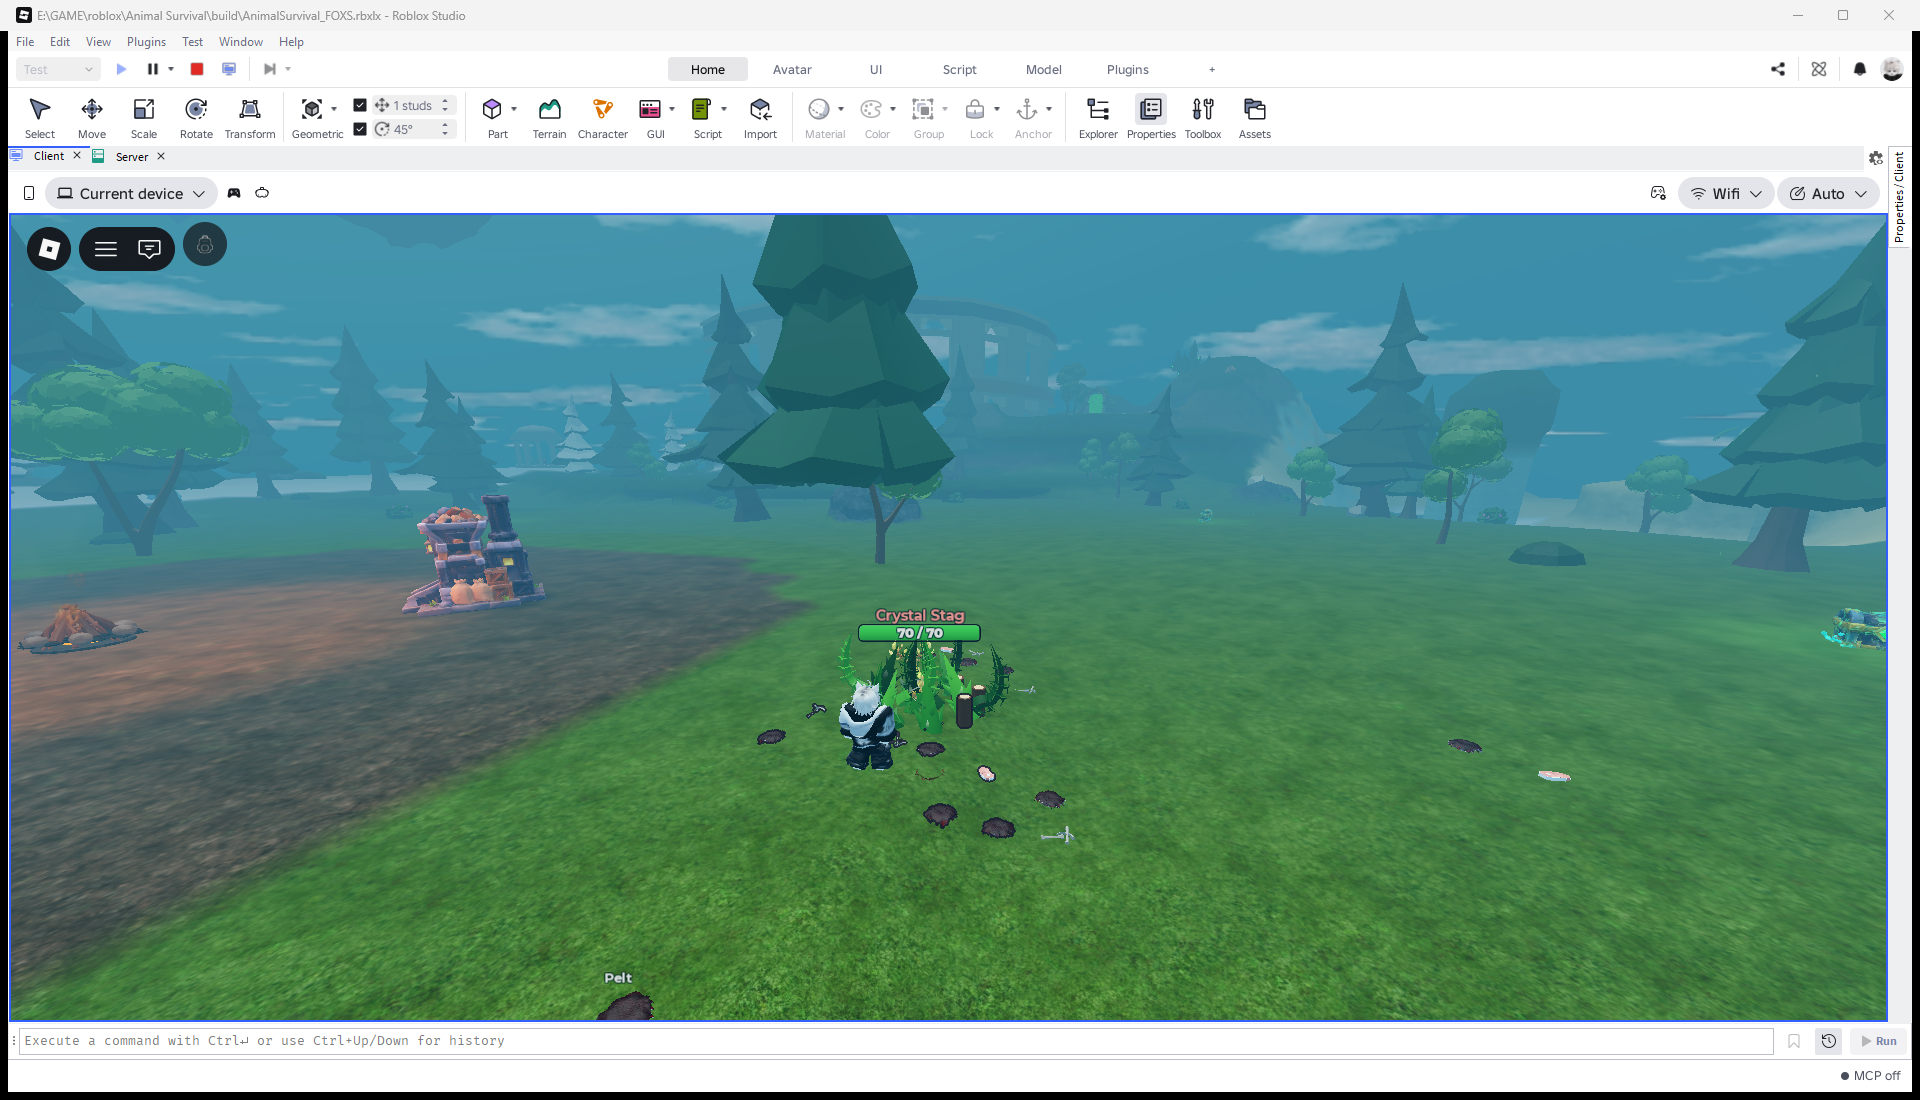 E:\GAME\roblox\Animal Survival\build\AnimalSurvival_FOXS.rbxlx - Roblox Studio
File Edit View Plugins Test Window Help
Test
Home Avatar UI Script Model Plugins +
1 studs
45°
Select Move Scale Rotate Transform Geometric Part Terrain Character GUI Script Import Material Color Group Lock Anchor Explorer Properties Toolbox Assets
Client Server
Properties / Client
Current device
Wifi Auto
Crystal Stag
70 / 70
Pelt
Execute a command with Ctrl↵ or use Ctrl+Up/Down for history
Run
MCP off